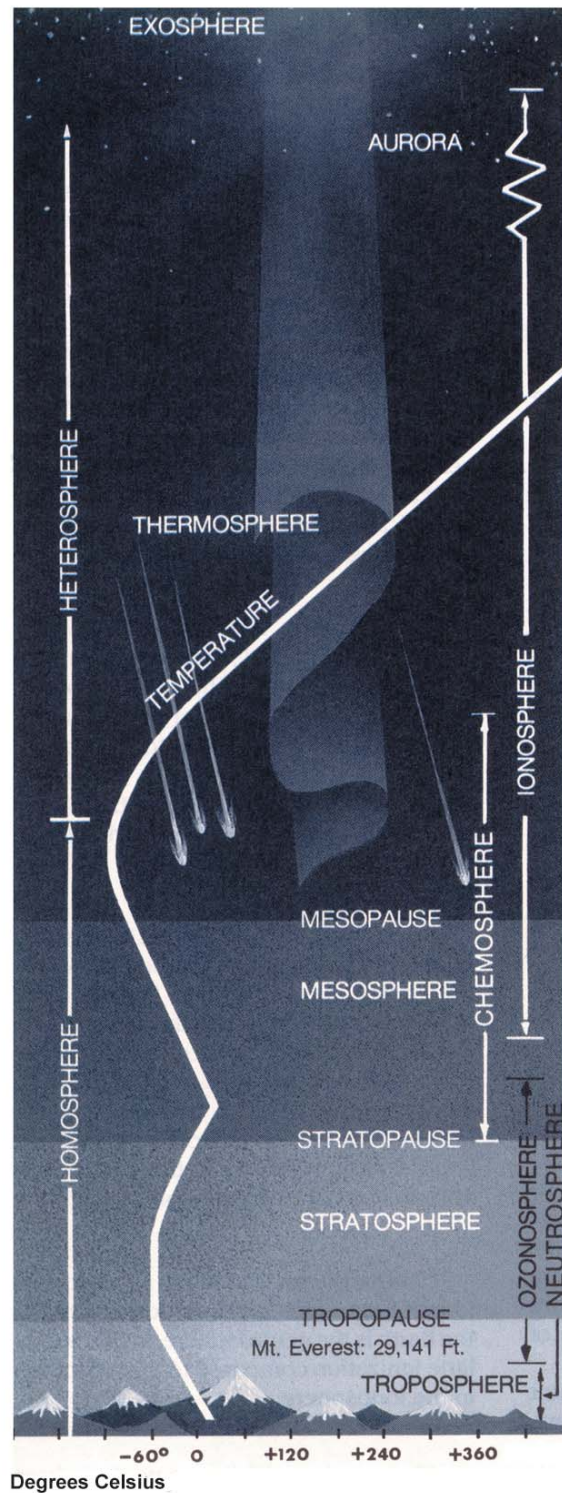 EXOSPHERE
AURORA
HETEROSPHERE
THERMOSPHERE
TEMPERATURE
IONOSPHERE
CHEMOSPHERE
MESOPAUSE
MESOSPHERE
HOMOSPHERE
STRATOPAUSE
STRATOSPHERE
OZONOSPHERE
NEUTROSPHERE
TROPOPAUSE
Mt. Everest: 29,141 Ft.
TROPOSPHERE
-60° 0 +120 +240 +360
Degrees Celsius